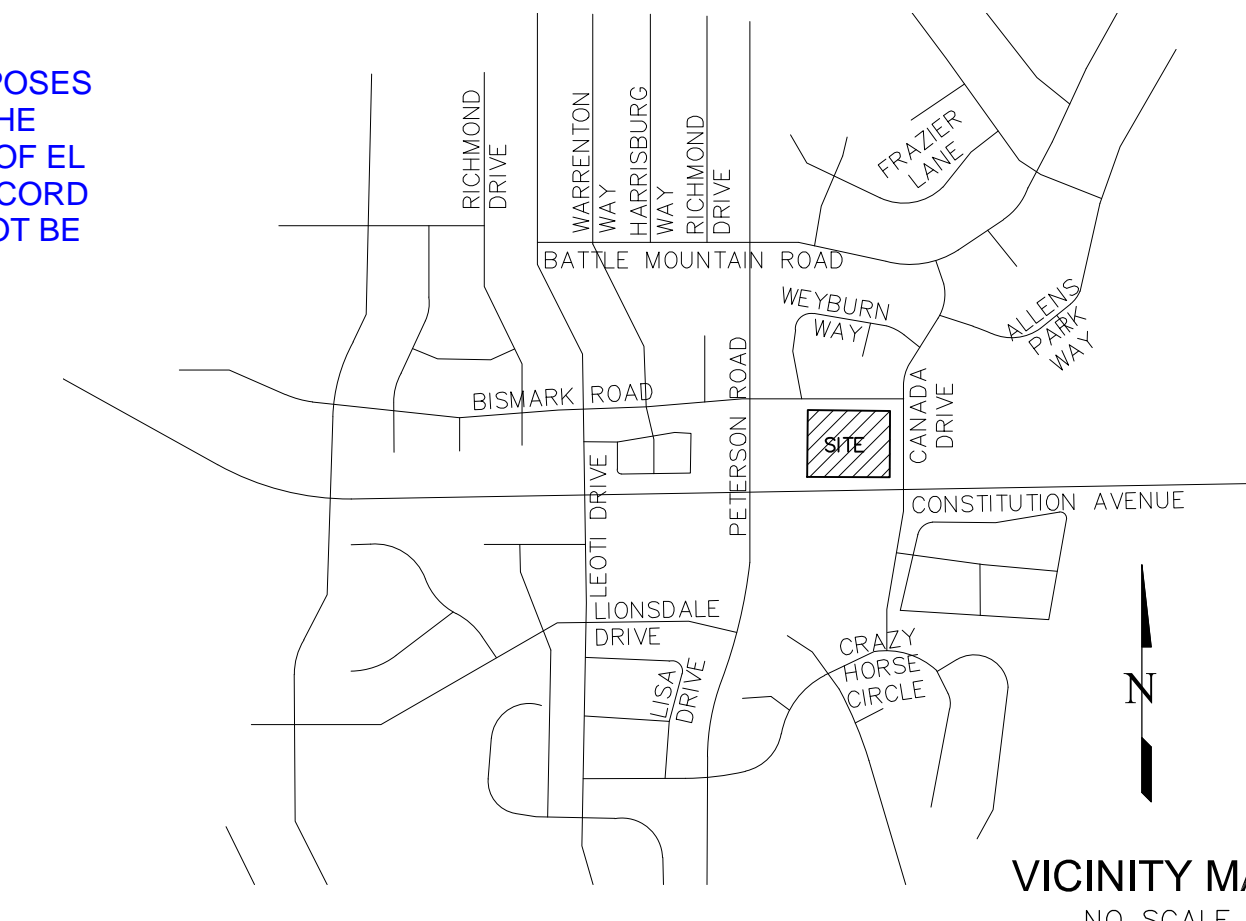 POSES
HE
OF EL
CORD
OT BE
RICHMOND
DRIVE
WARRENTON
WAY
HARRISBURG
WAY
RICHMOND
DRIVE
FRAZIER
LANE
BATTLE MOUNTAIN ROAD
WEYBURN
WAY
ALLENS
PARK
WAY
BISMARK ROAD
PETERSON ROAD
CANADA
DRIVE
SITE
LEOTI DRIVE
CONSTITUTION AVENUE
LIONSDALE
DRIVE
LISA
DRIVE
CRAZY
HORSE
CIRCLE
N
VICINITY MA
NO SCALE